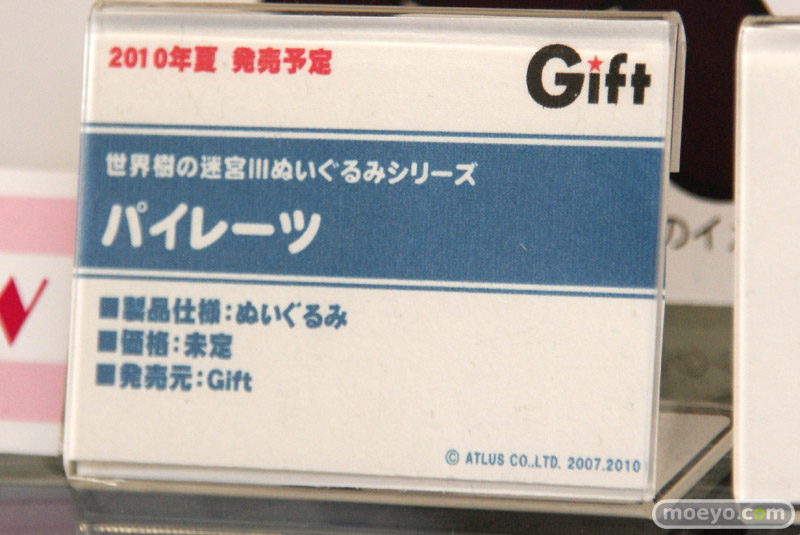 2010年夏 発売予定
Gift
世界樹の迷宮IIIぬいぐるみシリーズ
パイレーツ
■製品仕様:ぬいぐるみ
■価格:未定
■発売元:Gift
© ATLUS CO.,LTD. 2007.2010
のイ
moeyo.com